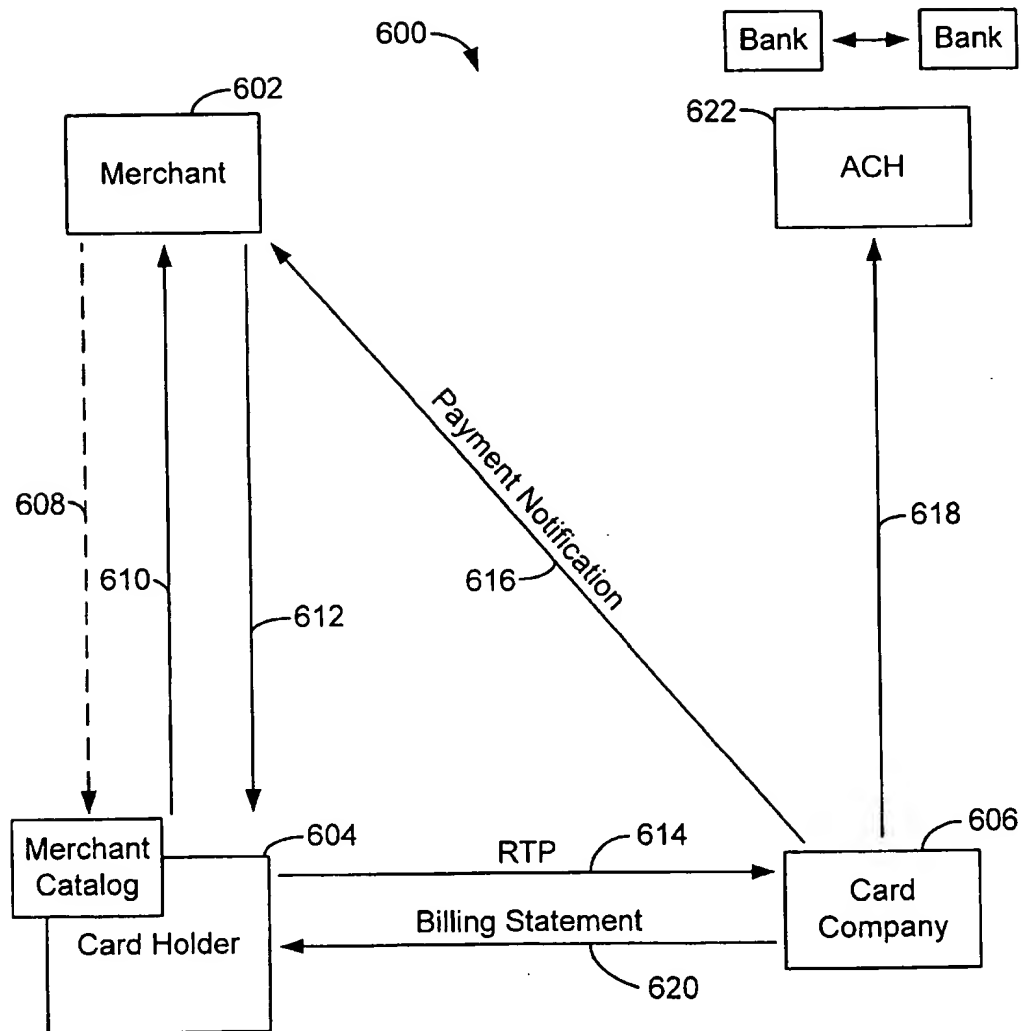 600
Bank
Bank
602
622
Merchant
ACH
Payment Notification
608
618
610
616
612
604
614
606
Merchant
Catalog
RTP
Card
Company
Billing Statement
Card Holder
620